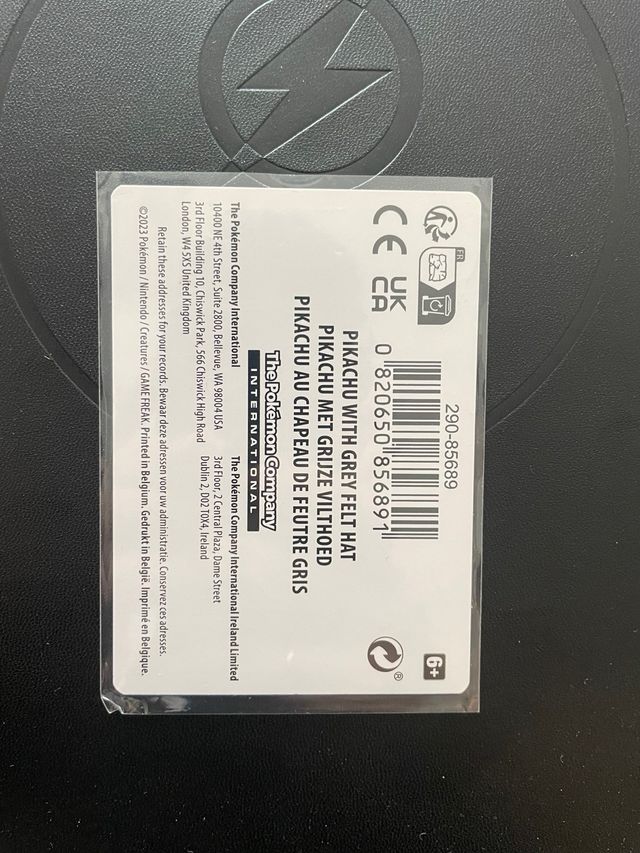 290-85689
0 820650 856891
FR
CE
UK
CA
6+
®
PIKACHU WITH GREY FELT HAT
PIKACHU MET GRIJZE VILTHOED
PIKACHU AU CHAPEAU DE FEUTRE GRIS
The Pokémon Company
INTERNATIONAL
The Pokémon Company International
10400 NE 4th Street, Suite 2800, Bellevue, WA 98004 USA
3rd Floor Building 10, Chiswick Park, 566 Chiswick High Road
London, W4 5XS United Kingdom
The Pokémon Company International Ireland Limited
3rd Floor, 2 Central Plaza, Dame Street
Dublin 2, D02 T0X4, Ireland
Retain these addresses for your records. Bewaar deze adressen voor uw administratie. Conservez ces adresses.
©2023 Pokémon / Nintendo / Creatures / GAME FREAK. Printed in Belgium. Gedrukt in België. Imprimé en Belgique.